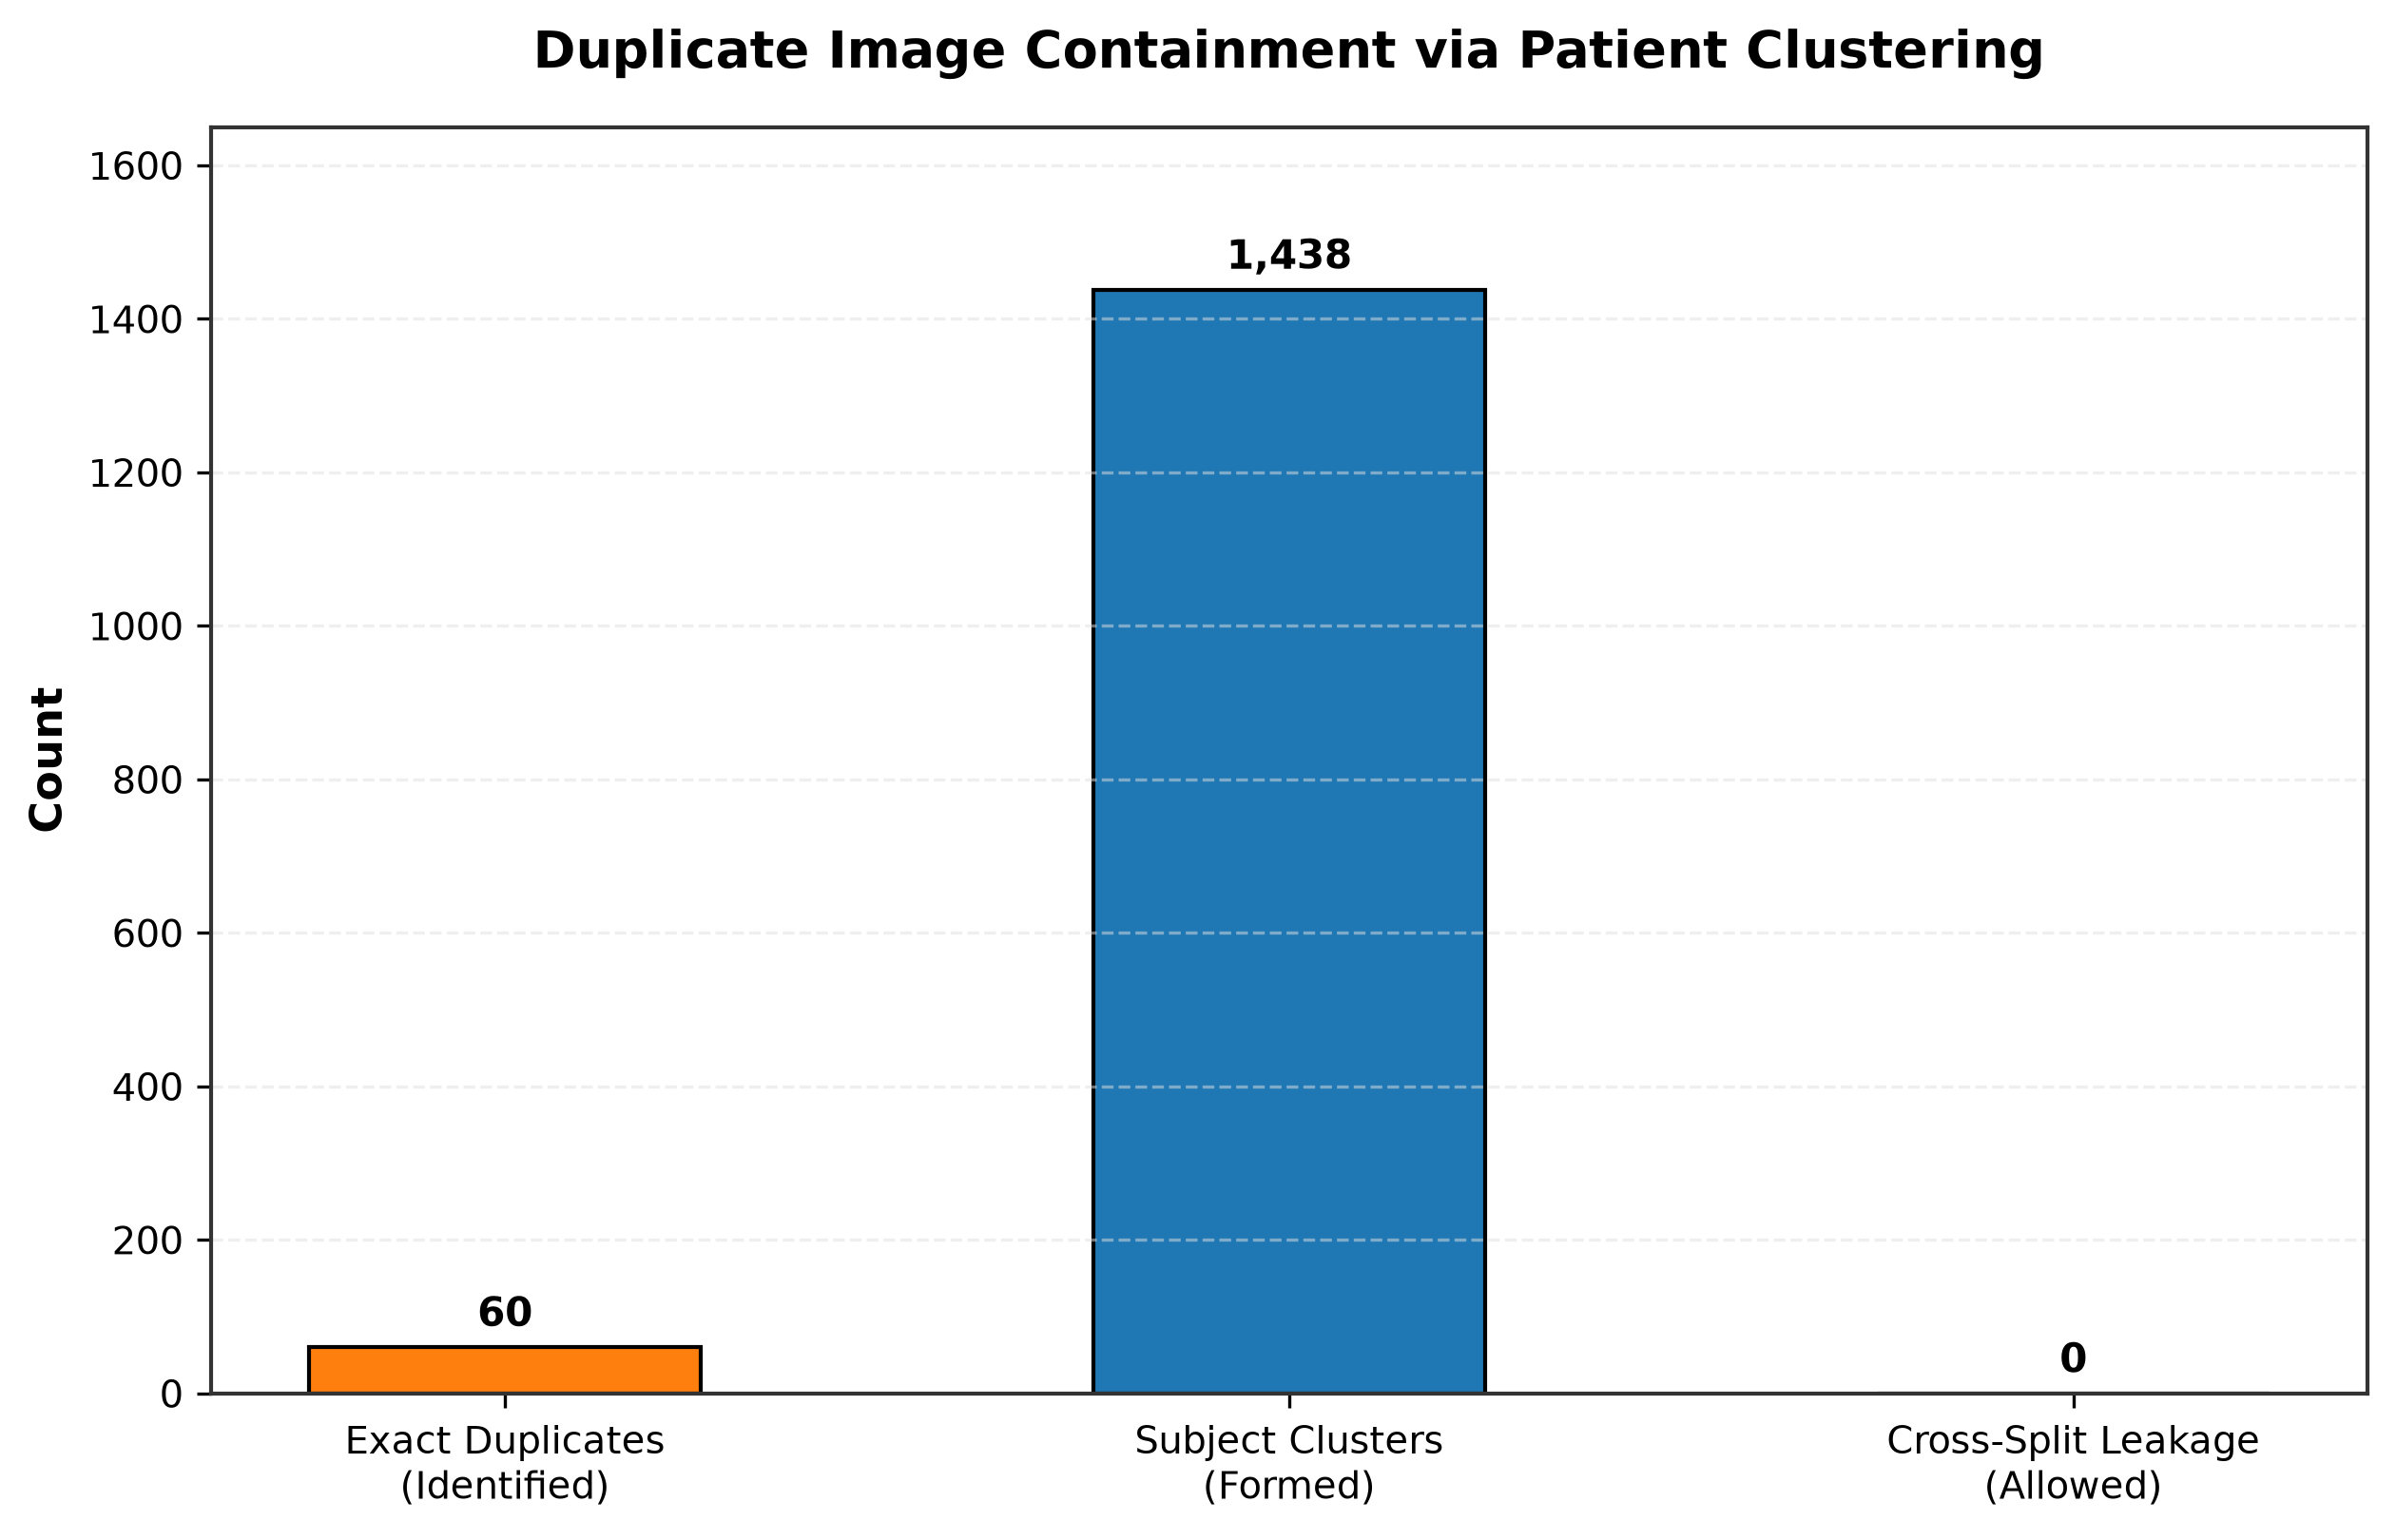 Duplicate Image Containment via Patient Clustering
Count
1600
1400
1200
1000
800
600
400
200
0
60
1,438
0
Exact Duplicates
(Identified)
Subject Clusters
(Formed)
Cross-Split Leakage
(Allowed)